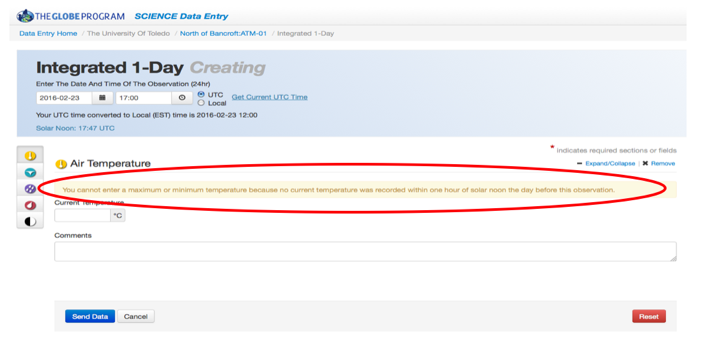 THE GLOBE PROGRAM SCIENCE Data Entry
Data Entry Home / The University Of Toledo / North of Bancroft:ATM-01 / Integrated 1-Day
Integrated 1-Day Creating
Enter The Date And Time Of The Observation (24hr)
2016-02-23 17:00 UTC Local Get Current UTC Time
Your UTC time converted to Local (EST) time is 2016-02-23 12:00
Solar Noon: 17:47 UTC
* indicates required sections or fields
Air Temperature
Expand/Collapse | ✖ Remove
You cannot enter a maximum or minimum temperature because no current temperature was recorded within one hour of solar noon the day before this observation.
Current Temperature
°C
Comments
Send Data Cancel Reset